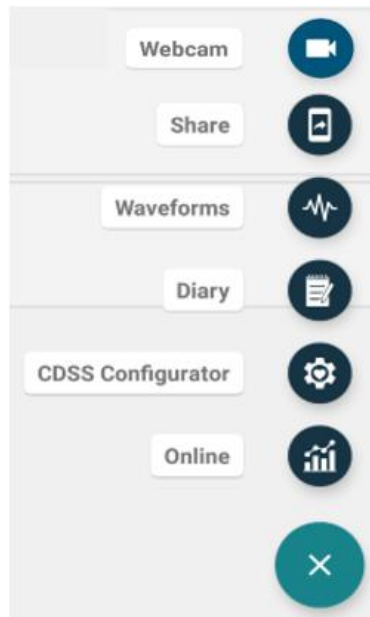 Webcam
Share
Waveforms
Diary
CDSS Configurator
Online